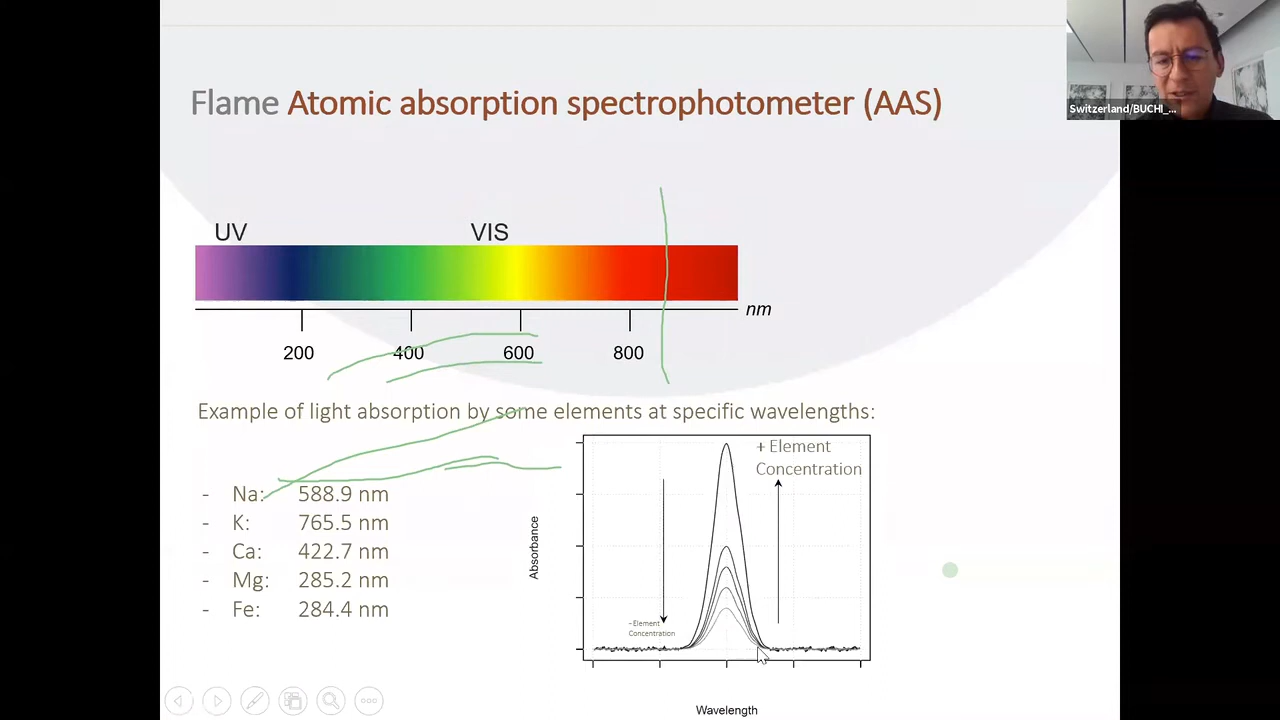 Switzerland/BUCHI_...
Flame Atomic absorption spectrophotometer (AAS)
UV VIS
nm
200 400 600 800
Example of light absorption by some elements at specific wavelengths:
- Na: 588.9 nm
- K: 765.5 nm
- Ca: 422.7 nm
- Mg: 285.2 nm
- Fe: 284.4 nm
+ Element
Concentration
Absorbance
- Element
Concentration
Wavelength